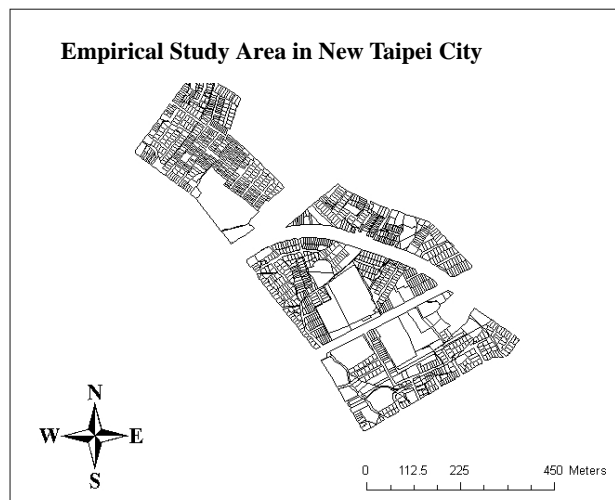 Empirical Study Area in New Taipei City
N
W E
S
0 112.5 225 450 Meters